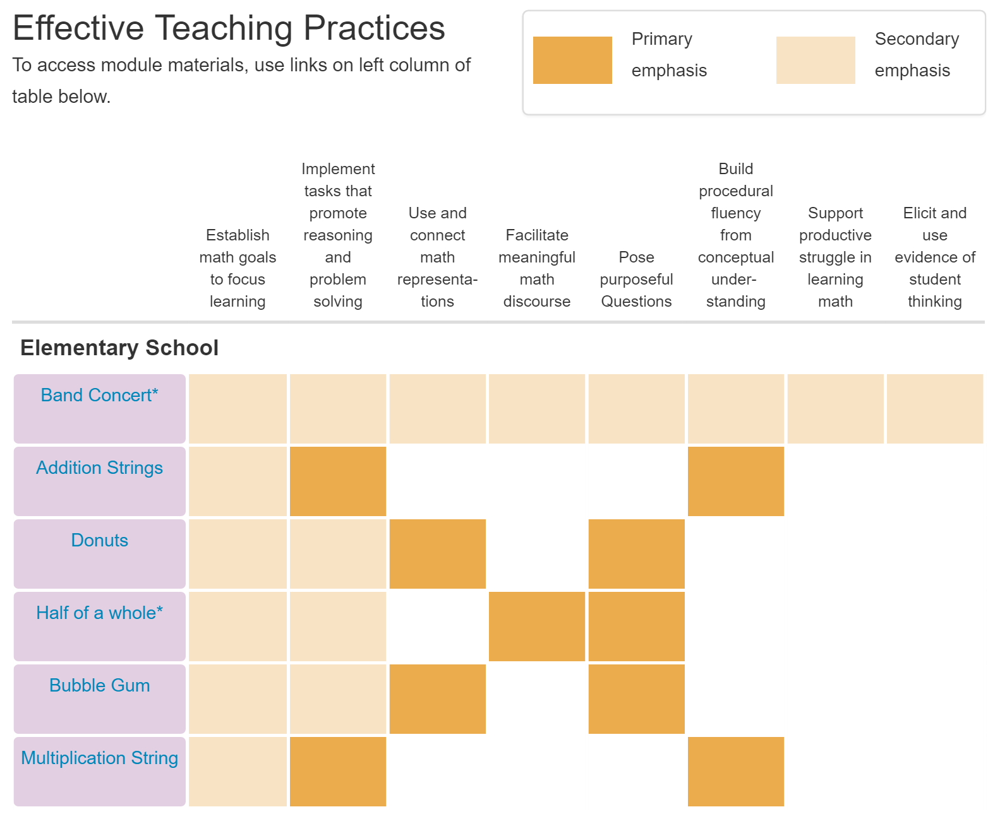 Effective Teaching Practices
To access module materials, use links on left column of
table below.
Primary
emphasis
Secondary
emphasis
Establish
math goals
to focus
learning
Implement
tasks that
promote
reasoning
and
problem
solving
Use and
connect
math
representa-
tions
Facilitate
meaningful
math
discourse
Pose
purposeful
Questions
Build
procedural
fluency
from
conceptual
under-
standing
Support
productive
struggle in
learning
math
Elicit and
use
evidence of
student
thinking
Elementary School
Band Concert*
Addition Strings
Donuts
Half of a whole*
Bubble Gum
Multiplication String